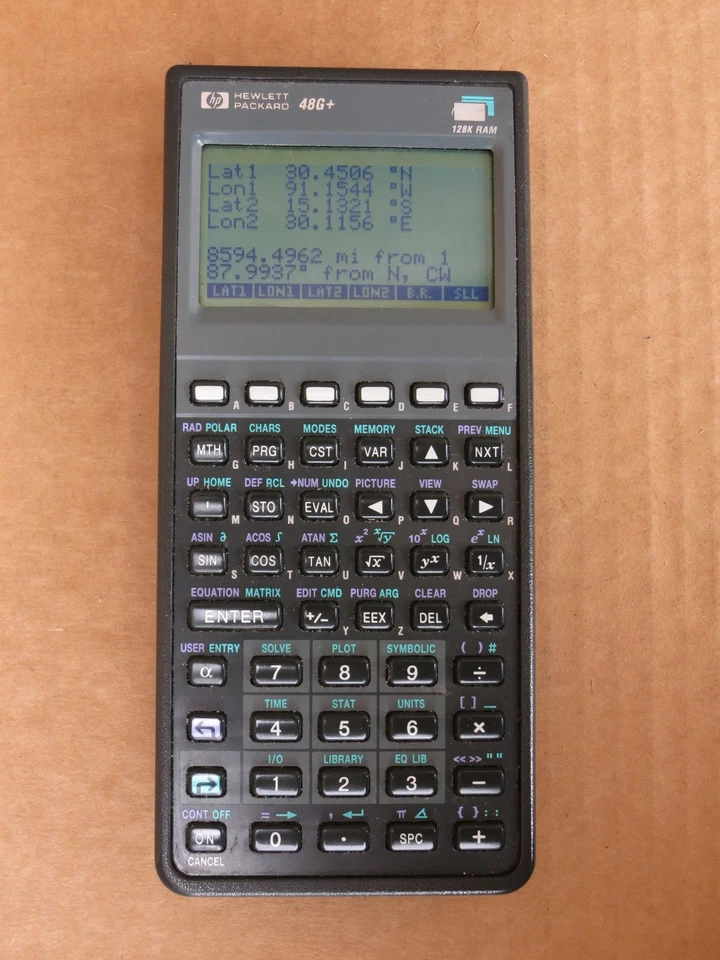 hp HEWLETT PACKARD 48G+
128K RAM
Lat1 30.4506 °N
Lon1 91.1544 °W
Lat2 15.1321 °S
Lon2 30.1156 °E
8594.4962 mi from 1
87.9937° from N, CW
LAT1 LON1 LAT2 LON2 B.R. SLL
A B C D E F
RAD POLAR CHARS MODES MEMORY STACK PREV MENU
MTH PRG CST VAR ▲ NXT
G H I J K L
UP HOME DEF RCL →NUM UNDO PICTURE VIEW SWAP
' STO EVAL ◀ ▼ ▶
M N O P Q R
ASIN ∂ ACOS ∫ ATAN Σ x² ˣ√y 10ˣ LOG eˣ LN
SIN COS TAN √x yˣ 1/x
S T U V W X
EQUATION MATRIX EDIT CMD PURG ARG CLEAR DROP
ENTER +/− EEX DEL ←
Y Z
USER ENTRY SOLVE PLOT SYMBOLIC ( ) #
α 7 8 9 ÷
TIME STAT UNITS [ ] _
↰ 4 5 6 ×
I/O LIBRARY EQ LIB << >> " "
↱ 1 2 3 −
CONT OFF = → , ↵ π ∡ { } : :
ON 0 . SPC +
CANCEL